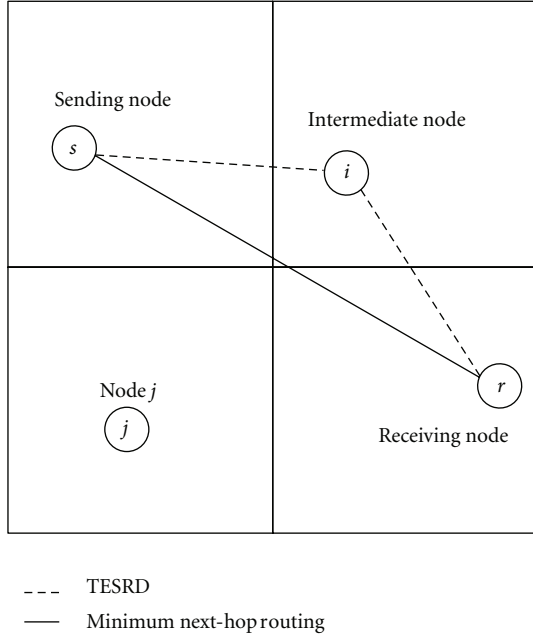 Sending node
s
Intermediate node
i
Node j
j
r
Receiving node
TESRD
Minimum next-hop routing